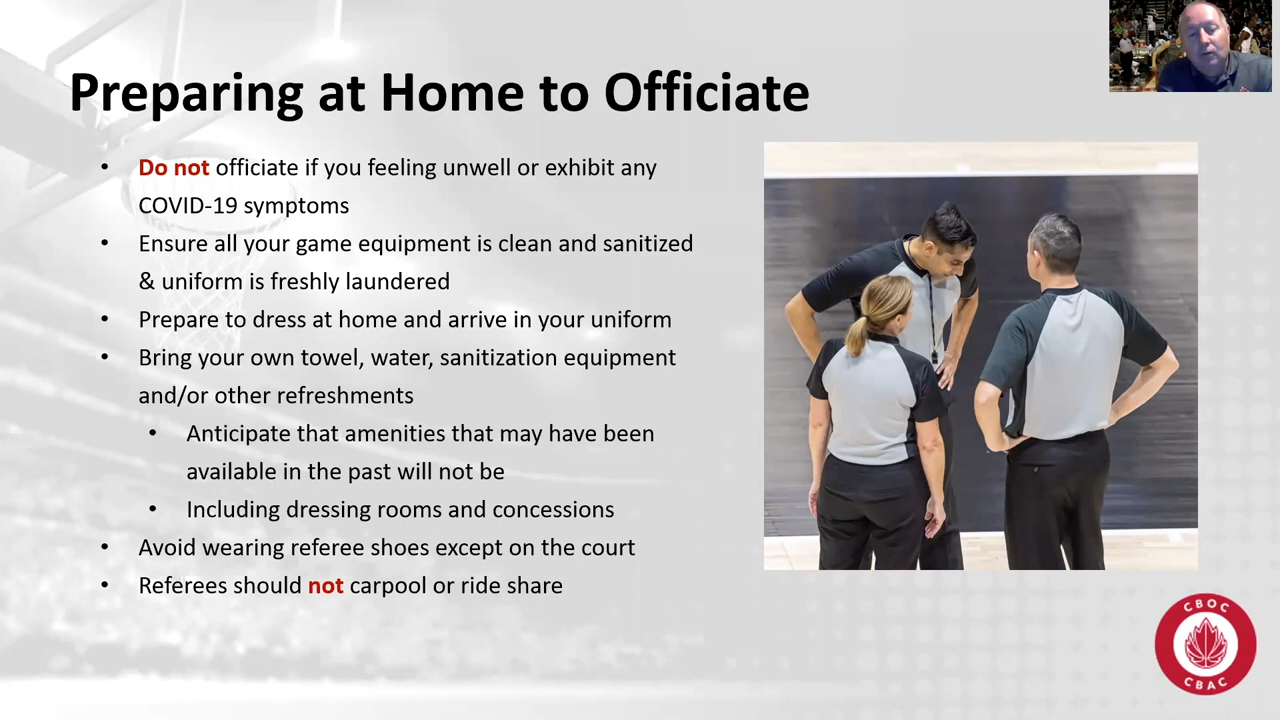 Preparing at Home to Officiate
• Do not officiate if you feeling unwell or exhibit any
COVID-19 symptoms
• Ensure all your game equipment is clean and sanitized
& uniform is freshly laundered
• Prepare to dress at home and arrive in your uniform
• Bring your own towel, water, sanitization equipment
and/or other refreshments
• Anticipate that amenities that may have been
available in the past will not be
• Including dressing rooms and concessions
• Avoid wearing referee shoes except on the court
• Referees should not carpool or ride share
CBOC
CBAC